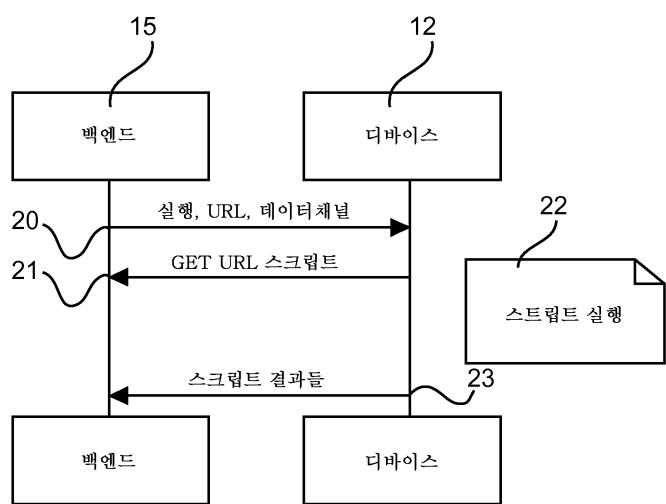 15
12
백엔드
디바이스
실행, URL, 데이터채널
20
22
GET URL 스크립트
21
스트립트 실행
스크립트 결과들
23
백엔드
디바이스